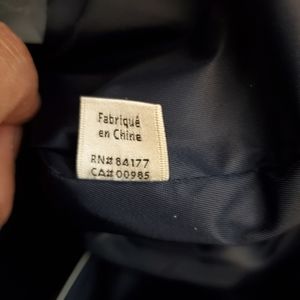 Fabriqué
en Chine
RN# 84177
CA# 00985